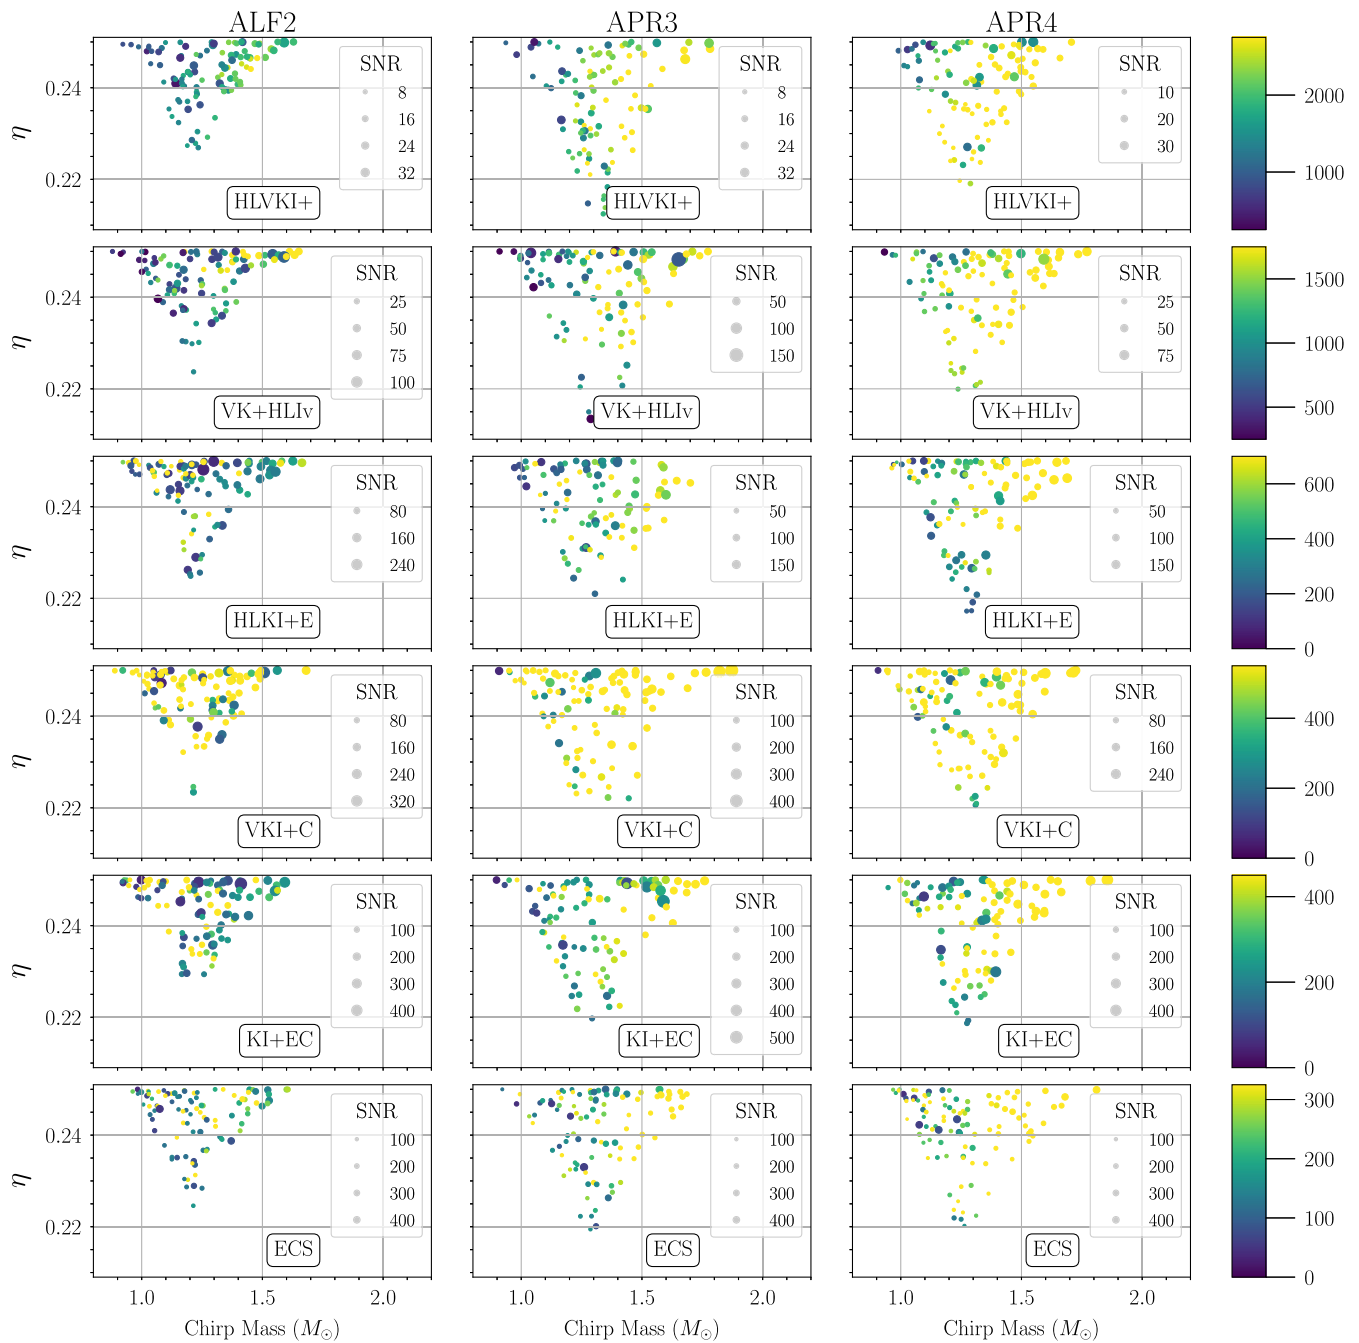 ALF2 APR3 APR4
η 0.24 0.22 SNR 8 16 24 32 HLVKI+
SNR 8 16 24 32 HLVKI+
SNR 10 20 30 HLVKI+
2000 1000
η 0.24 0.22 SNR 25 50 75 100 VK+HLIv
SNR 50 100 150 VK+HLIv
SNR 25 50 75 VK+HLIv
1500 1000 500
η 0.24 0.22 SNR 80 160 240 HLKI+E
SNR 50 100 150 HLKI+E
SNR 50 100 150 HLKI+E
600 400 200 0
η 0.24 0.22 SNR 80 160 240 320 VKI+C
SNR 100 200 300 400 VKI+C
SNR 80 160 240 VKI+C
400 200 0
η 0.24 0.22 SNR 100 200 300 400 KI+EC
SNR 100 200 300 400 500 KI+EC
SNR 100 200 300 400 KI+EC
400 200 0
η 0.24 0.22 SNR 100 200 300 400 ECS
SNR 100 200 300 400 ECS
SNR 100 200 300 400 ECS
300 200 100 0
1.0 1.5 2.0 1.0 1.5 2.0 1.0 1.5 2.0
Chirp Mass (M⊙) Chirp Mass (M⊙) Chirp Mass (M⊙)